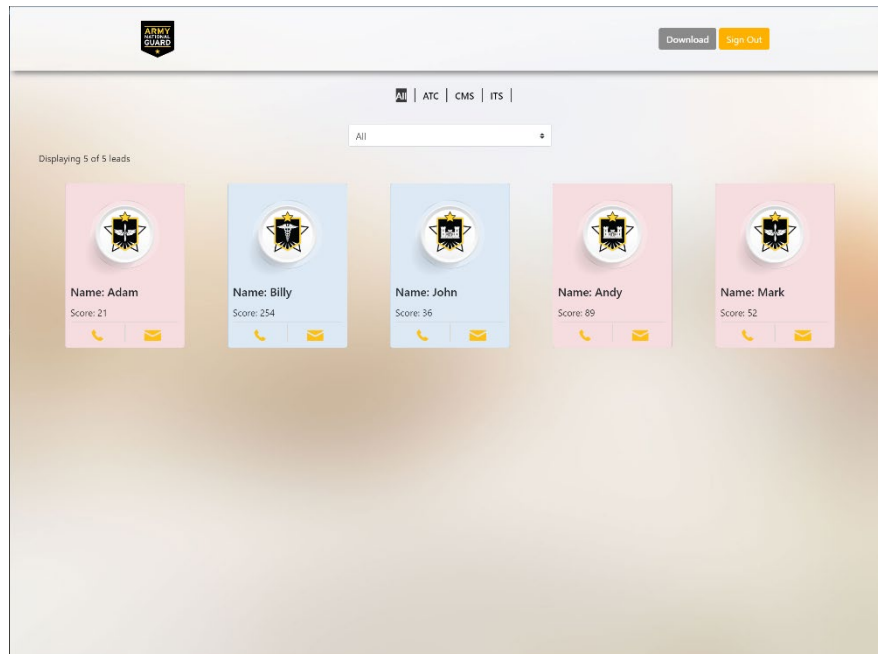 ARMY
NATIONAL
GUARD
Download
Sign Out
All | ATC | CMS | ITS |
All
Displaying 5 of 5 leads
Name: Adam
Score: 21
Name: Billy
Score: 254
Name: John
Score: 36
Name: Andy
Score: 89
Name: Mark
Score: 52